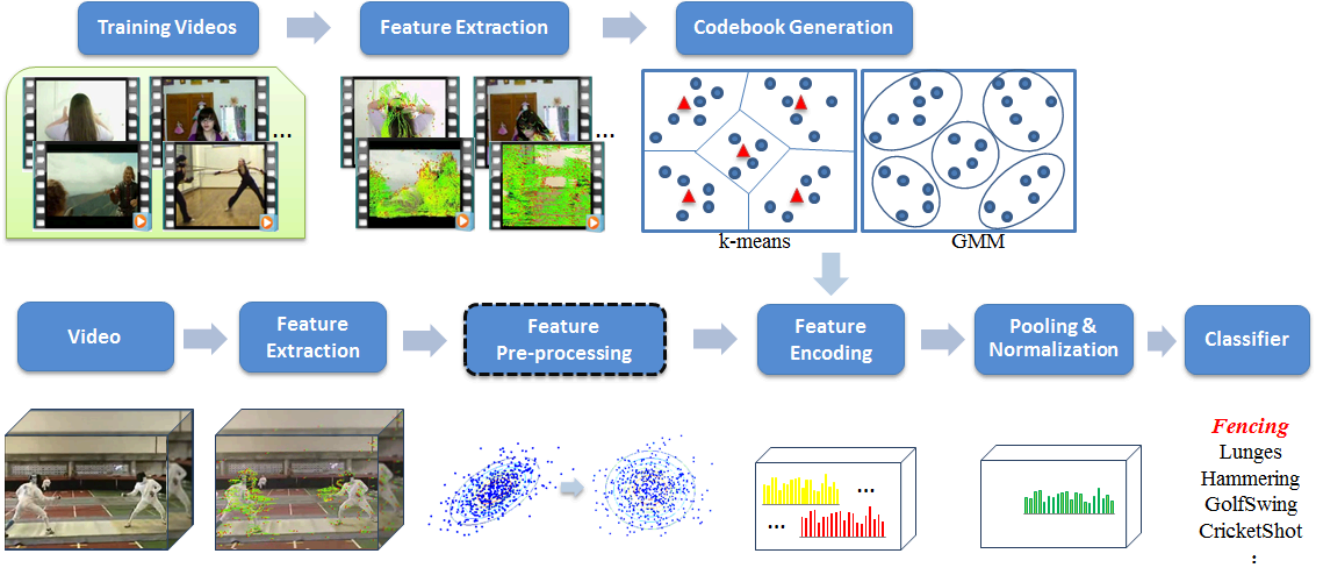 Training Videos
Feature Extraction
Codebook Generation
...
...
k-means
GMM
Video
Feature
Extraction
Feature
Pre-processing
Feature
Encoding
Pooling &
Normalization
Classifier
...
...
Fencing
Lunges
Hammering
GolfSwing
CricketShot
: